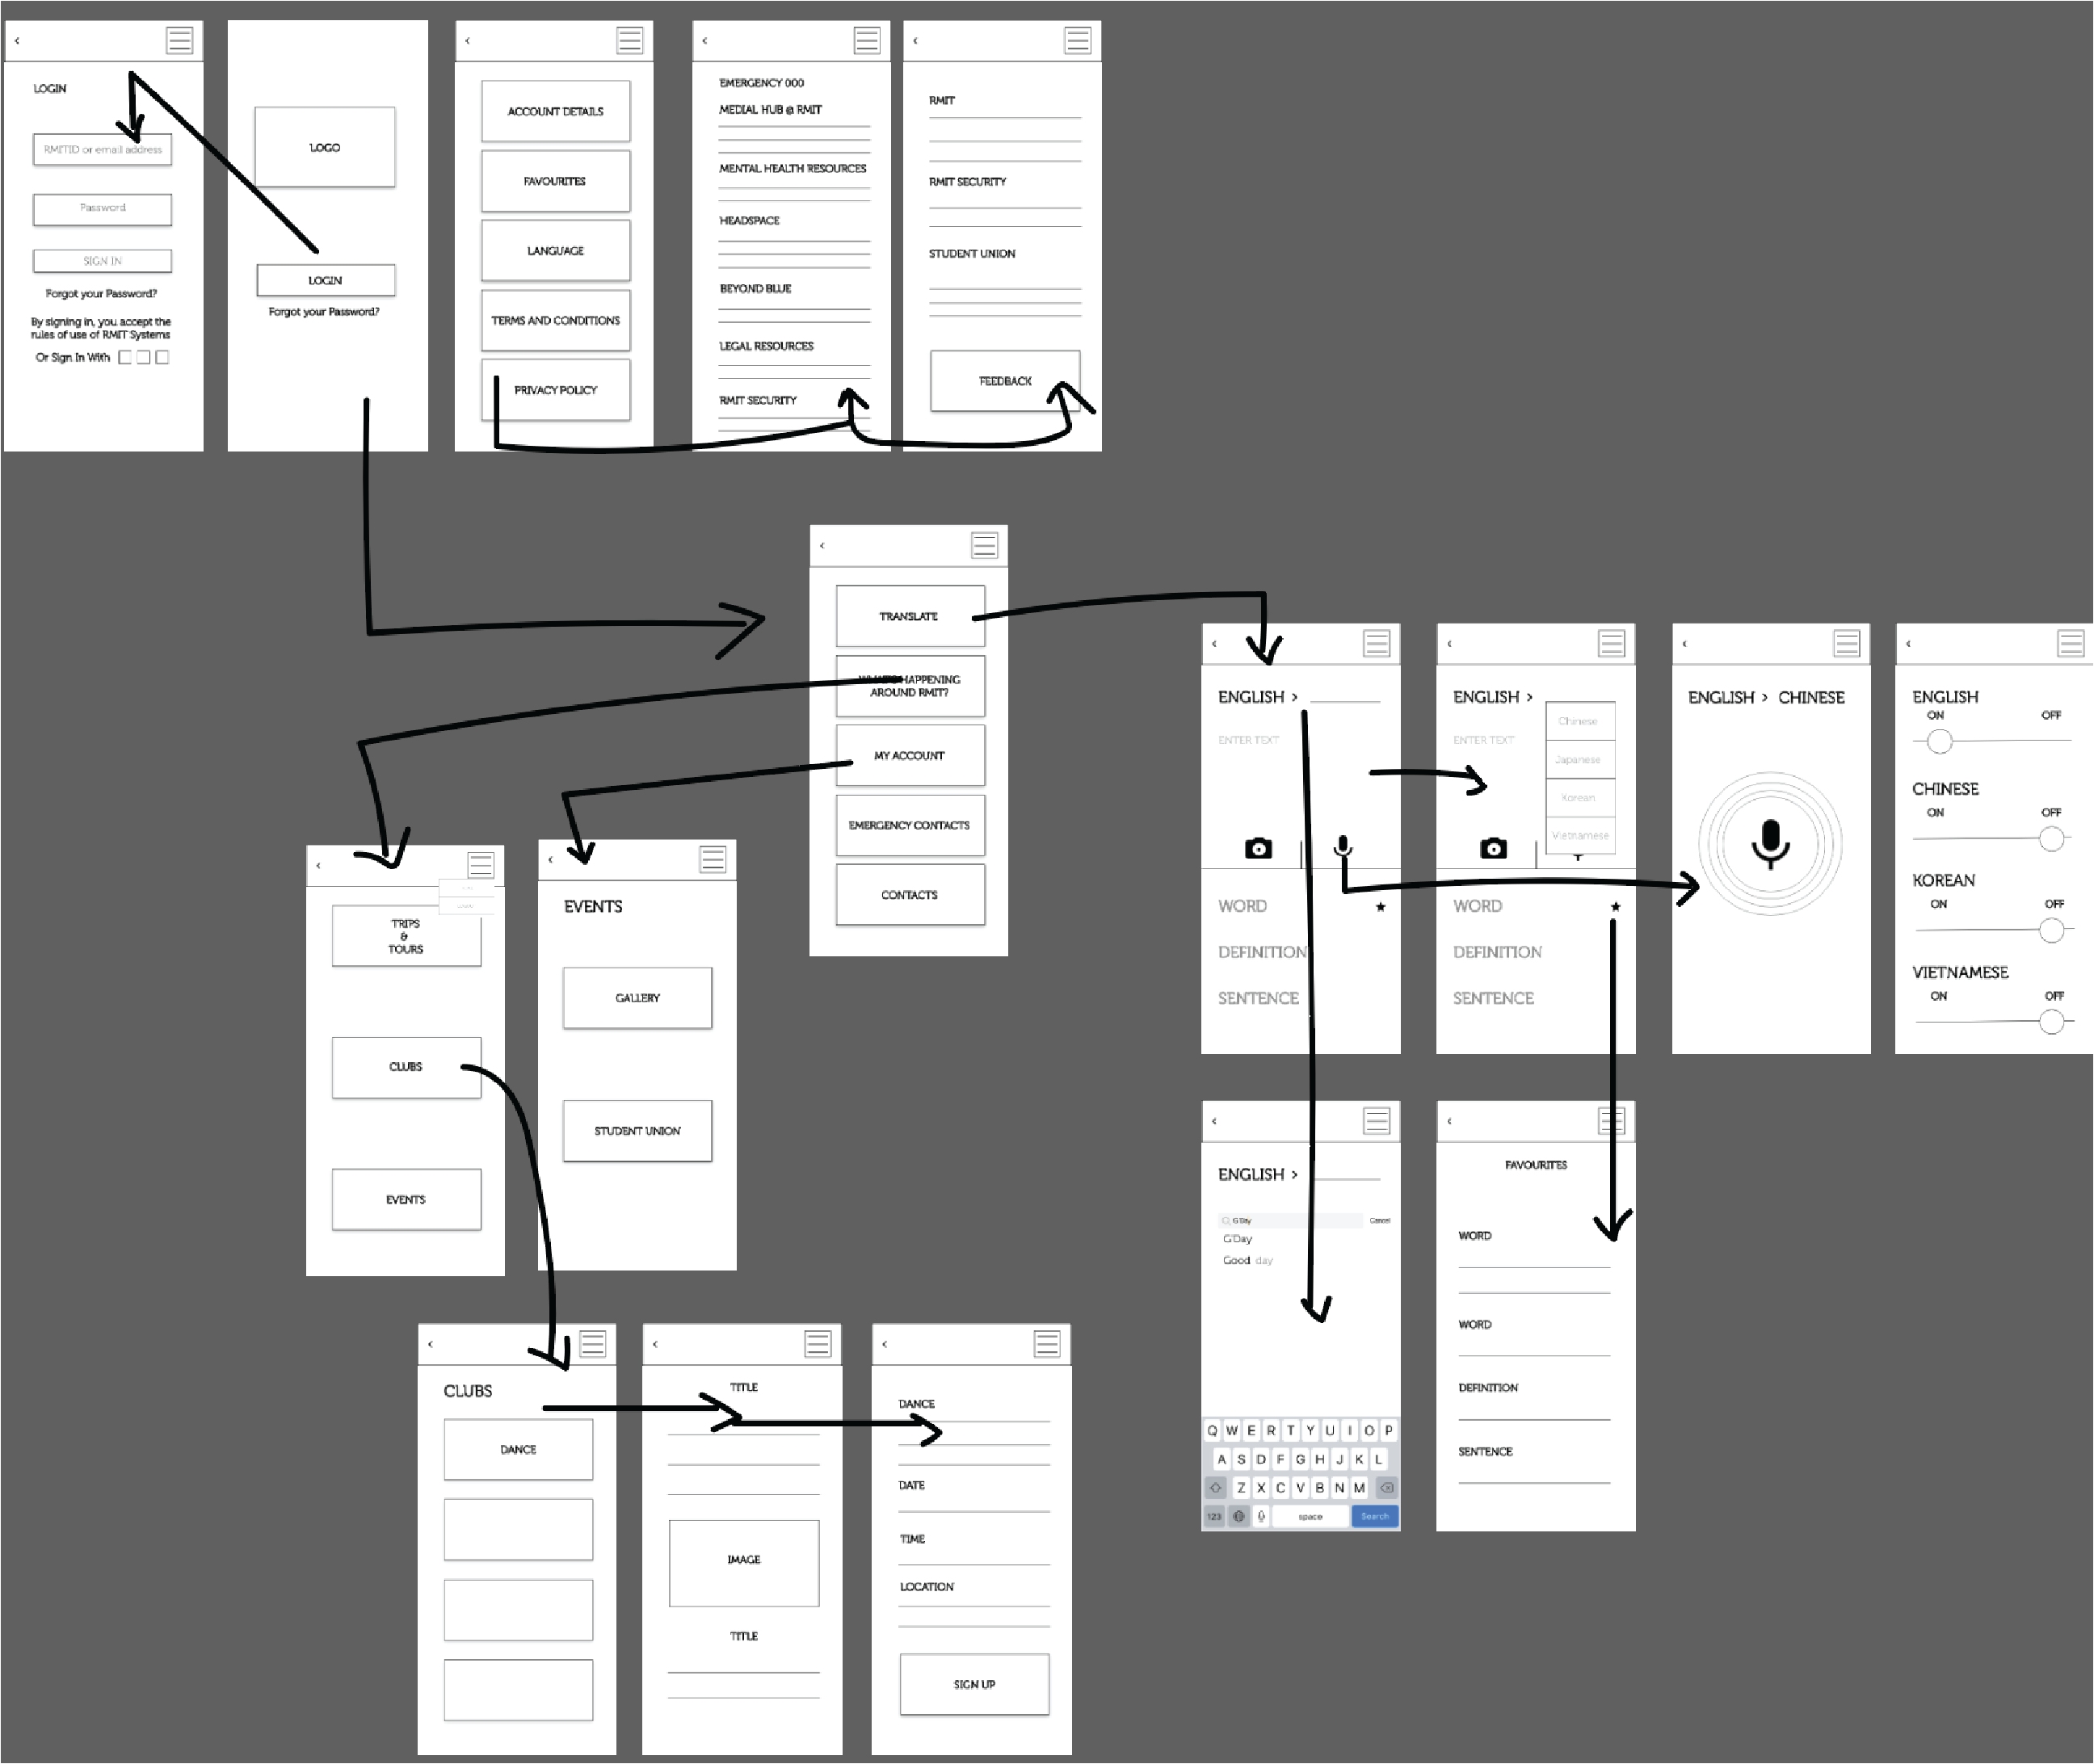 LOGIN
RMITID or email address
Password
SIGN IN
Forgot your Password?
By signing in, you accept the
rules of use of RMIT Systems
Or Sign In With
LOGO
LOGIN
Forgot your Password?
ACCOUNT DETAILS
FAVOURITES
LANGUAGE
TERMS AND CONDITIONS
PRIVACY POLICY
EMERGENCY 000
MEDIAL HUB @ RMIT
MENTAL HEALTH RESOURCES
HEADSPACE
BEYOND BLUE
LEGAL RESOURCES
RMIT SECURITY
RMIT
RMIT SECURITY
STUDENT UNION
FEEDBACK
TRANSLATE
WHAT'S HAPPENING
AROUND RMIT?
MY ACCOUNT
EMERGENCY CONTACTS
CONTACTS
ENGLISH >
ENTER TEXT
WORD
DEFINITION
SENTENCE
ENGLISH >
Chinese
ENTER TEXT
Japanese
Korean
Vietnamese
WORD
DEFINITION
SENTENCE
ENGLISH > CHINESE
ENGLISH
ON OFF
CHINESE
ON OFF
KOREAN
ON OFF
VIETNAMESE
ON OFF
TRIPS
&
TOURS
CLUBS
EVENTS
EVENTS
GALLERY
STUDENT UNION
ENGLISH >
G'Day Cancel
G'Day
Good day
Q W E R T Y U I O P
A S D F G H J K L
Z X C V B N M
123 space Search
FAVOURITES
WORD
WORD
DEFINITION
SENTENCE
CLUBS
DANCE
TITLE
IMAGE
TITLE
DANCE
DATE
TIME
LOCATION
SIGN UP